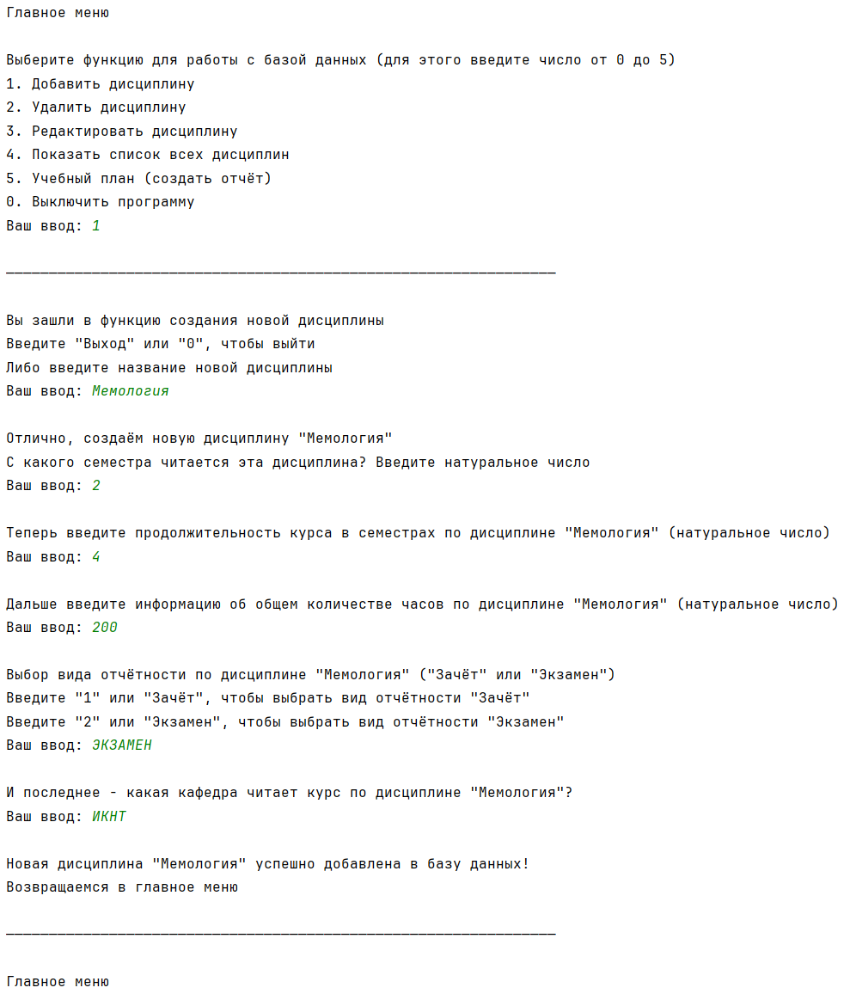 Главное меню
Выберите функцию для работы с базой данных (для этого введите число от 0 до 5)
1. Добавить дисциплину
2. Удалить дисциплину
3. Редактировать дисциплину
4. Показать список всех дисциплин
5. Учебный план (создать отчёт)
0. Выключить программу
Ваш ввод: 1
________________________________________________________________
Вы зашли в функцию создания новой дисциплины
Введите "Выход" или "0", чтобы выйти
Либо введите название новой дисциплины
Ваш ввод: Мемология
Отлично, создаём новую дисциплину "Мемология"
С какого семестра читается эта дисциплина? Введите натуральное число
Ваш ввод: 2
Теперь введите продолжительность курса в семестрах по дисциплине "Мемология" (натуральное число)
Ваш ввод: 4
Дальше введите информацию об общем количестве часов по дисциплине "Мемология" (натуральное число)
Ваш ввод: 200
Выбор вида отчётности по дисциплине "Мемология" ("Зачёт" или "Экзамен")
Введите "1" или "Зачёт", чтобы выбрать вид отчётности "Зачёт"
Введите "2" или "Экзамен", чтобы выбрать вид отчётности "Экзамен"
Ваш ввод: ЭКЗАМЕН
И последнее - какая кафедра читает курс по дисциплине "Мемология"?
Ваш ввод: ИКНТ
Новая дисциплина "Мемология" успешно добавлена в базу данных!
Возвращаемся в главное меню
________________________________________________________________
Главное меню